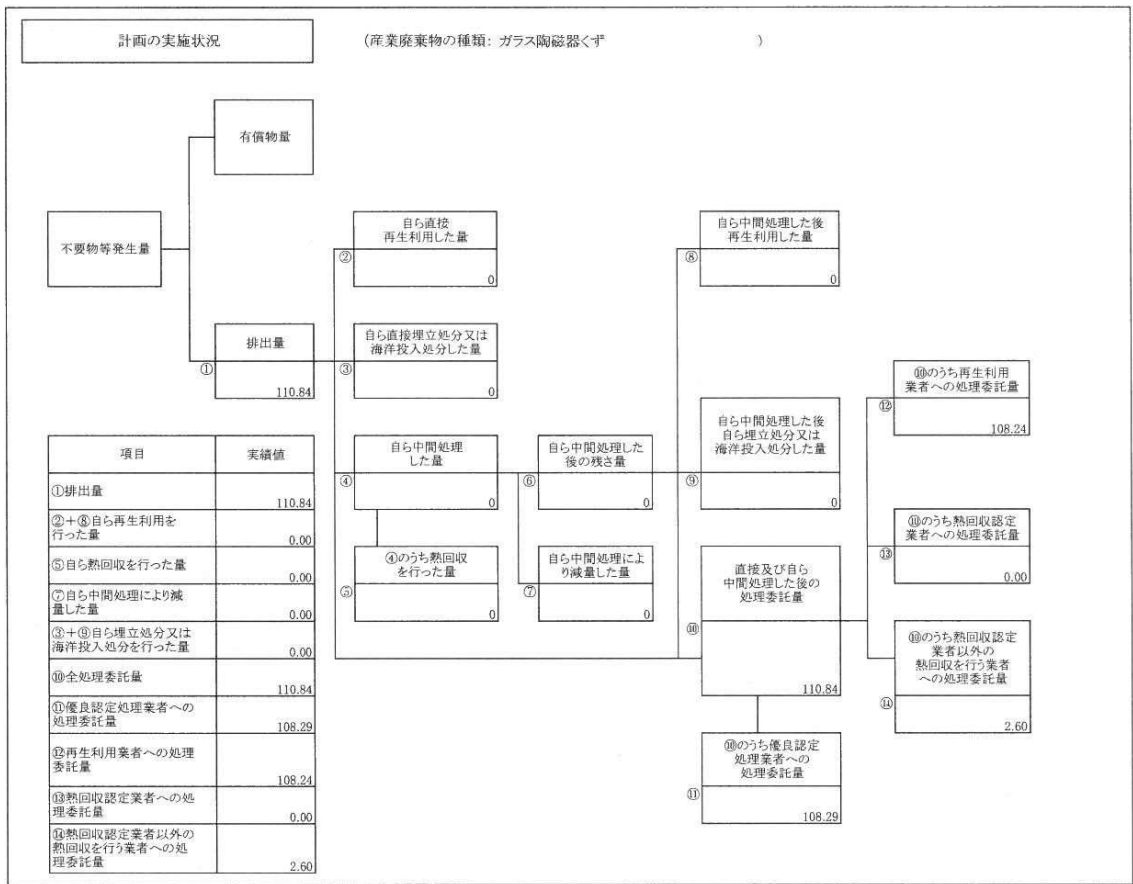 計画の実施状況
(産業廃棄物の種類: ガラス陶磁器くず )
有償物量
不要物等発生量
自ら直接
再生利用した量
②
0
自ら中間処理した後
再生利用した量
⑧
0
排出量
①
110.84
自ら直接埋立処分又は
海洋投入処分した量
③
0
⑩のうち再生利用
業者への処理委託量
⑫
108.24
自ら中間処理
した量
④
0
自ら中間処理した
後の残さ量
⑥
0
自ら中間処理した後
自ら埋立処分又は
海洋投入処分した量
⑨
0
⑩のうち熱回収認定
業者への処理委託量
⑬
0.00
④のうち熱回収
を行った量
⑤
0
自ら中間処理によ
り減量した量
⑦
0
直接及び自ら
中間処理した後の
処理委託量
⑩
110.84
⑩のうち熱回収認定
業者以外の
熱回収を行う業者
への処理委託量
⑭
2.60
⑩のうち優良認定
処理業者への
処理委託量
⑪
108.29
項目 実績値
①排出量
110.84
②+⑧自ら再生利用を
行った量
0.00
⑤自ら熱回収を行った量
0.00
⑦自ら中間処理により減
量した量
0.00
③+⑨自ら埋立処分又は
海洋投入処分を行った量
0.00
⑩全処理委託量
110.84
⑪優良認定処理業者への
処理委託量
108.29
⑫再生利用業者への処理
委託量
108.24
⑬熱回収認定業者への処
理委託量
0.00
⑭熱回収認定業者以外の
熱回収を行う業者への処
理委託量
2.60